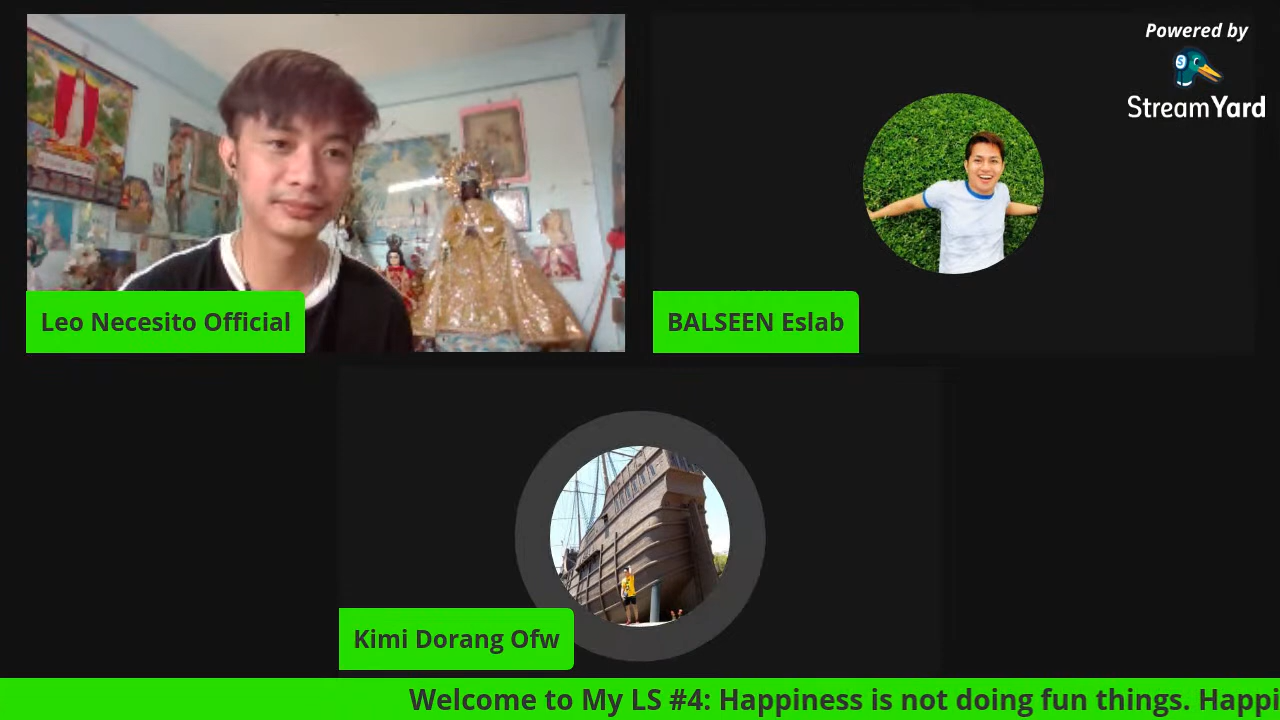 Powered by
StreamYard
Leo Necesito Official
BALSEEN Eslab
Kimi Dorang Ofw
Welcome to My LS #4: Happiness is not doing fun things. Happi